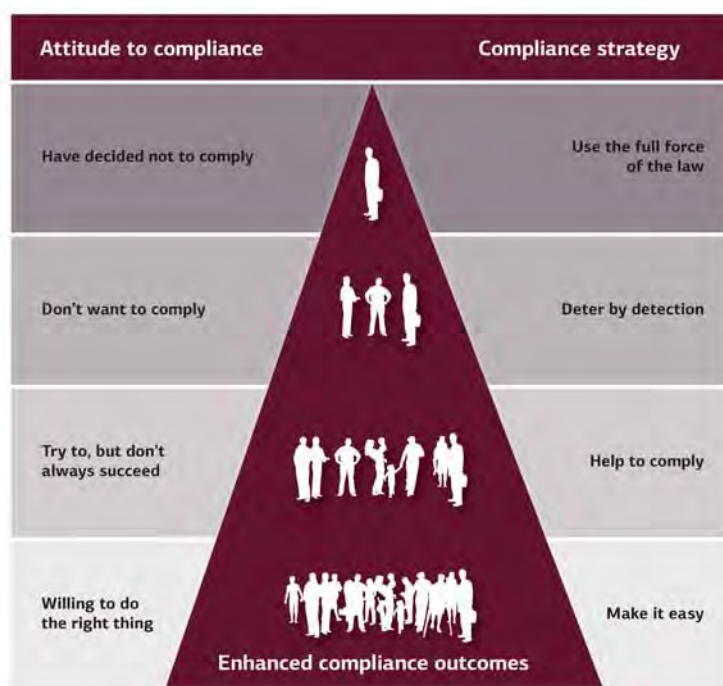 Attitude to compliance
Compliance strategy
Have decided not to comply
Use the full force
of the law
Don't want to comply
Deter by detection
Try to, but don't
always succeed
Help to comply
Willing to do
the right thing
Make it easy
Enhanced compliance outcomes